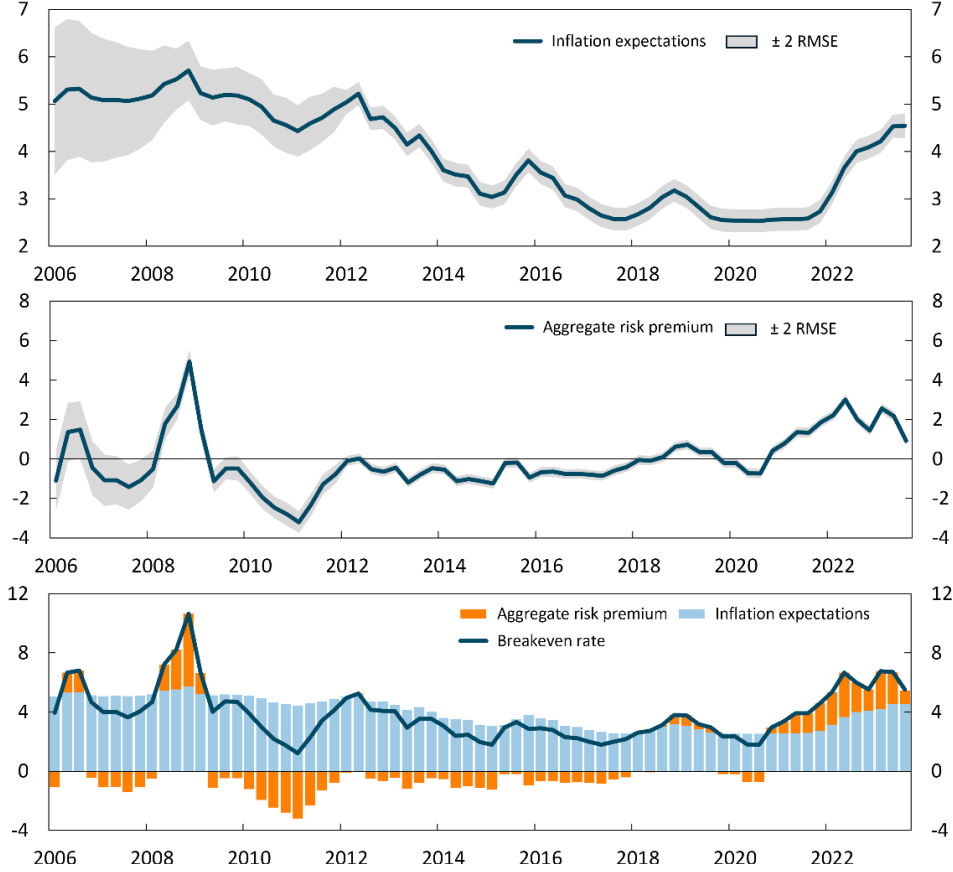 7 7
Inflation expectations ± 2 RMSE
6 6
5 5
4 4
3 3
2 2
2006 2008 2010 2012 2014 2016 2018 2020 2022
8 8
Aggregate risk premium ± 2 RMSE
6 6
4 4
2 2
0 0
-2 -2
-4 -4
2006 2008 2010 2012 2014 2016 2018 2020 2022
12 12
Aggregate risk premium Inflation expectations
Breakeven rate
8 8
4 4
0 0
-4 -4
2006 2008 2010 2012 2014 2016 2018 2020 2022